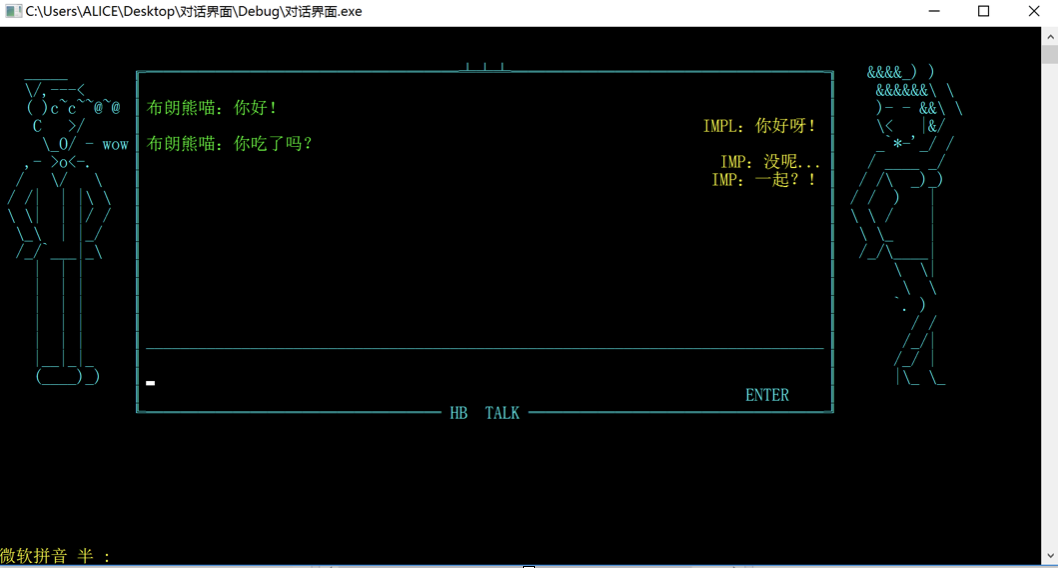 C:\Users\ALICE\Desktop\对话界面\Debug\对话界面.exe
布朗熊喵：你好！
IMPL：你好呀！
布朗熊喵：你吃了吗？
wow
IMP：没呢...
IMP：一起？！
ENTER
HB TALK
微软拼音 半 ：